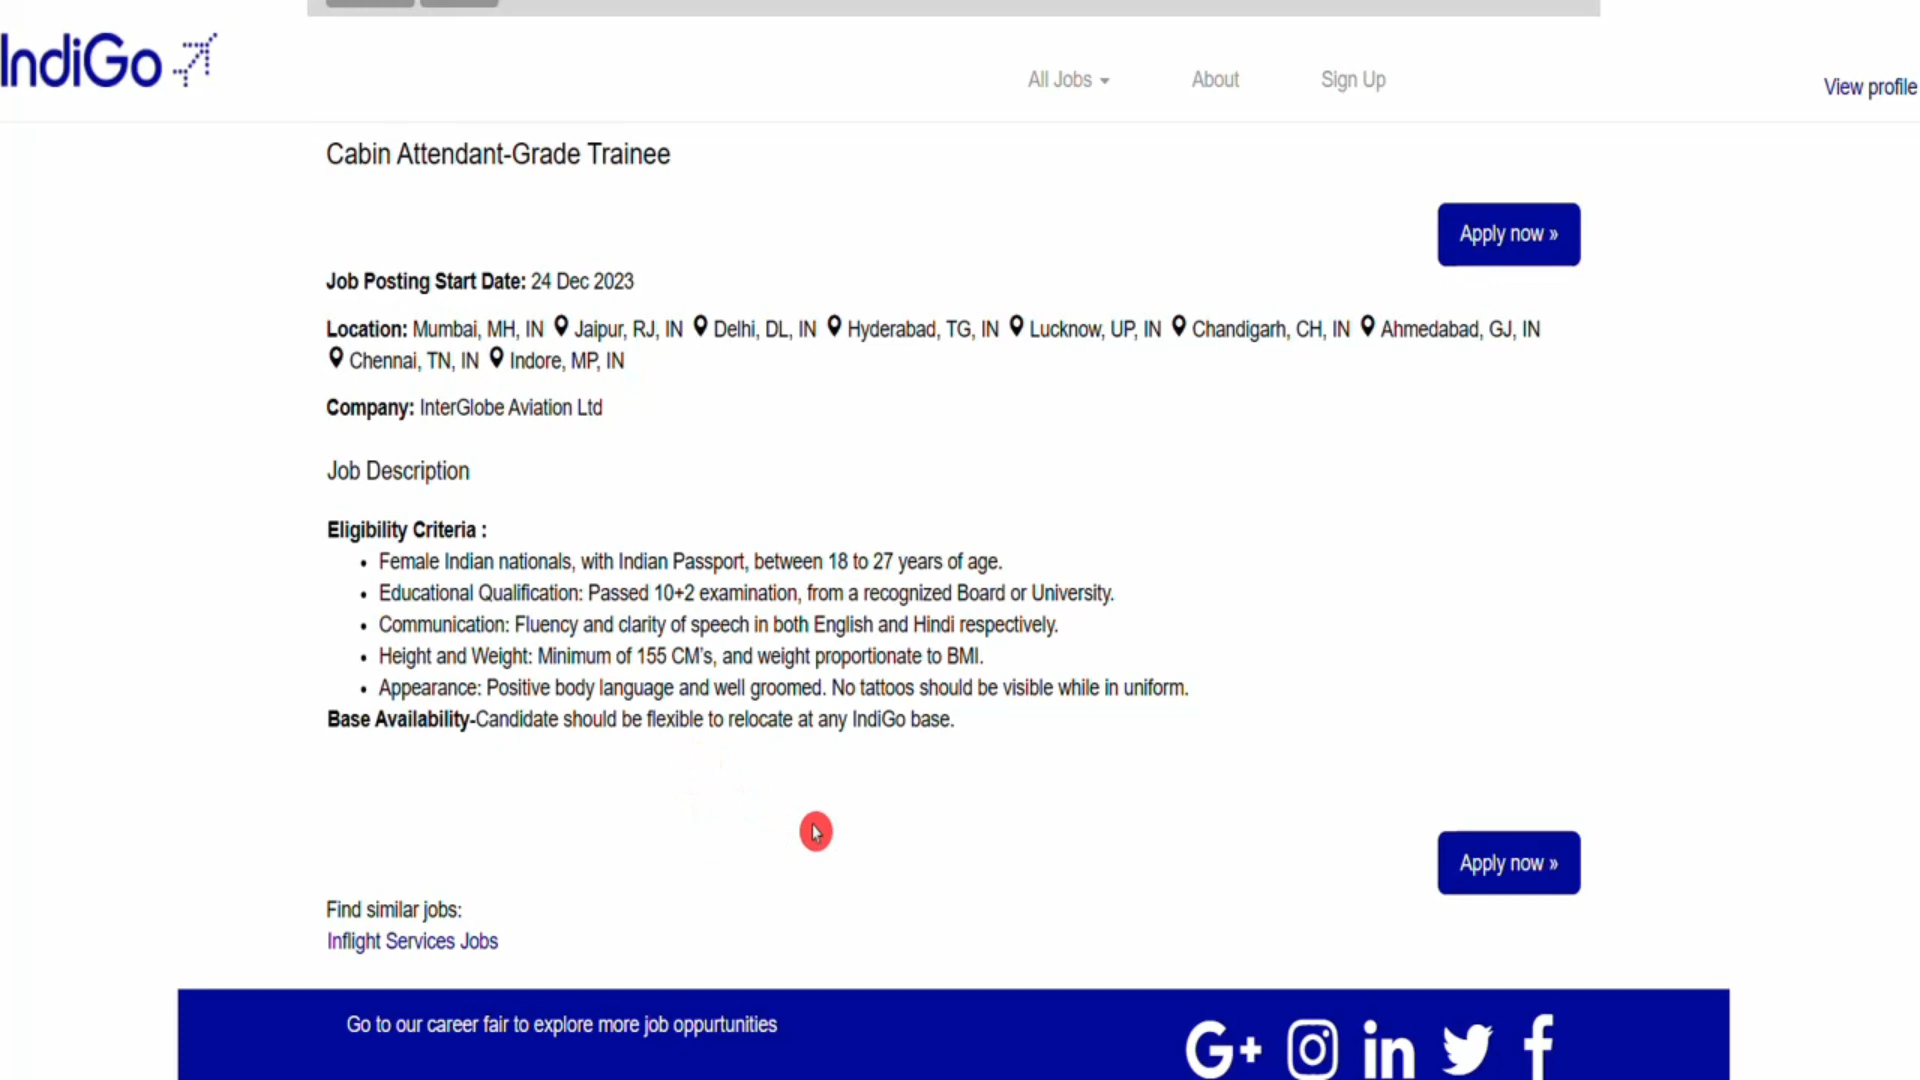 IndiGo
All Jobs
About
Sign Up
View profile
Cabin Attendant-Grade Trainee
Apply now »
Job Posting Start Date: 24 Dec 2023
Location: Mumbai, MH, IN Jaipur, RJ, IN Delhi, DL, IN Hyderabad, TG, IN Lucknow, UP, IN Chandigarh, CH, IN Ahmedabad, GJ, IN
Chennai, TN, IN Indore, MP, IN
Company: InterGlobe Aviation Ltd
Job Description
Eligibility Criteria :
• Female Indian nationals, with Indian Passport, between 18 to 27 years of age.
• Educational Qualification: Passed 10+2 examination, from a recognized Board or University.
• Communication: Fluency and clarity of speech in both English and Hindi respectively.
• Height and Weight: Minimum of 155 CM's, and weight proportionate to BMI.
• Appearance: Positive body language and well groomed. No tattoos should be visible while in uniform.
Base Availability-Candidate should be flexible to relocate at any IndiGo base.
Apply now »
Find similar jobs:
Inflight Services Jobs
Go to our career fair to explore more job oppurtunities
G+ in f